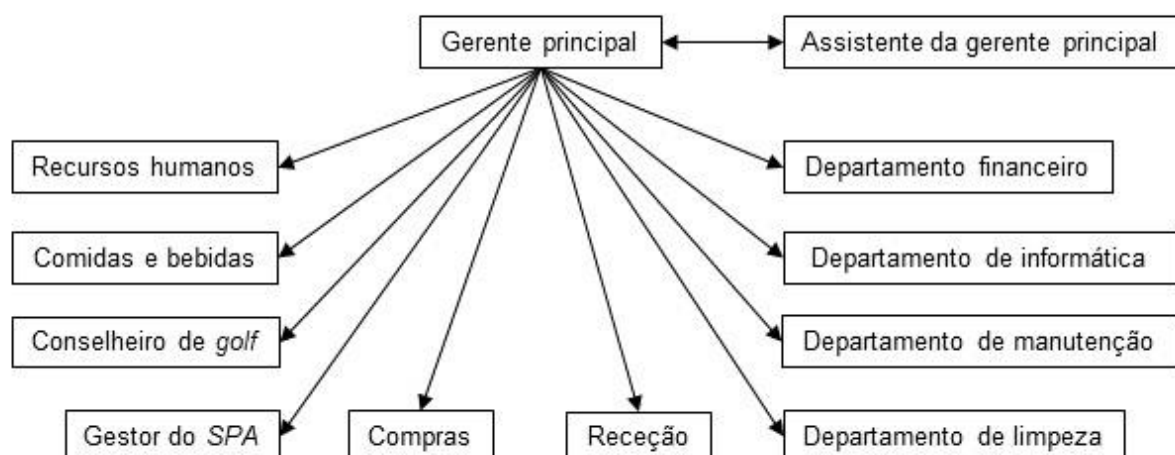 Gerente principal
Assistente da gerente principal
Recursos humanos
Departamento financeiro
Comidas e bebidas
Departamento de informática
Conselheiro de golf
Departamento de manutenção
Gestor do SPA
Compras
Receção
Departamento de limpeza